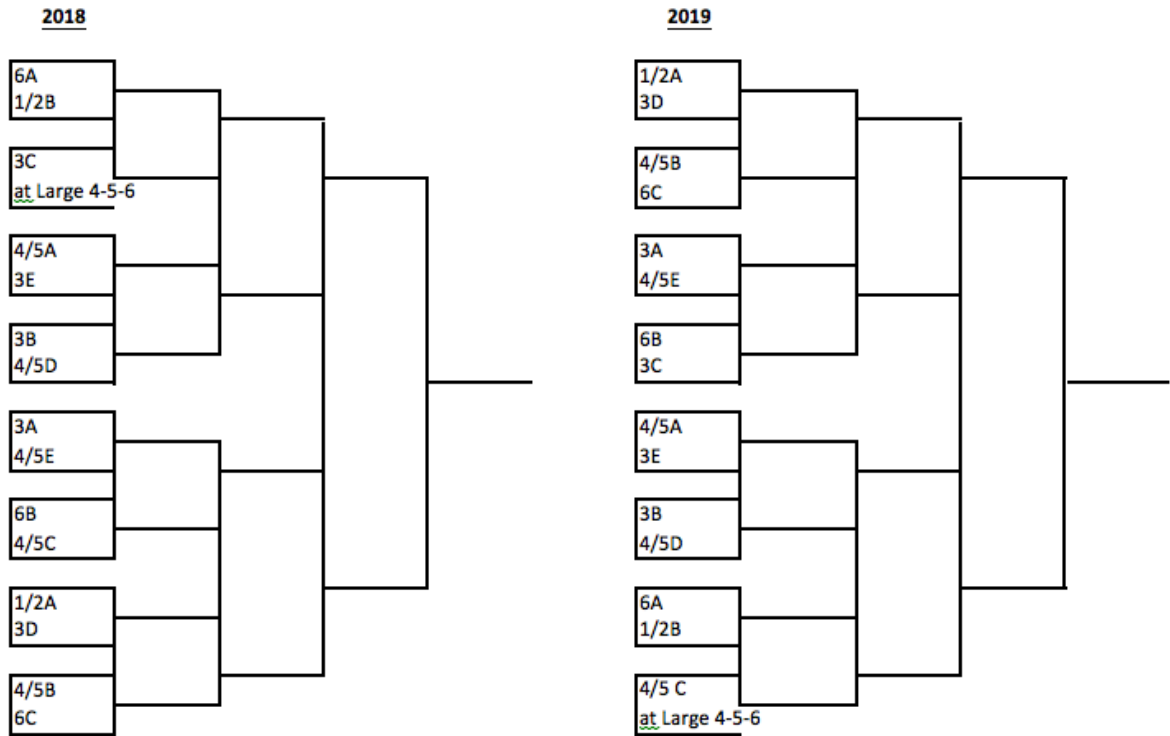 2018
6A
1/2B
3C
at Large 4-5-6
4/5A
3E
3B
4/5D
3A
4/5E
6B
4/5C
1/2A
3D
4/5B
6C
2019
1/2A
3D
4/5B
6C
3A
4/5E
6B
3C
4/5A
3E
3B
4/5D
6A
1/2B
4/5 C
at Large 4-5-6